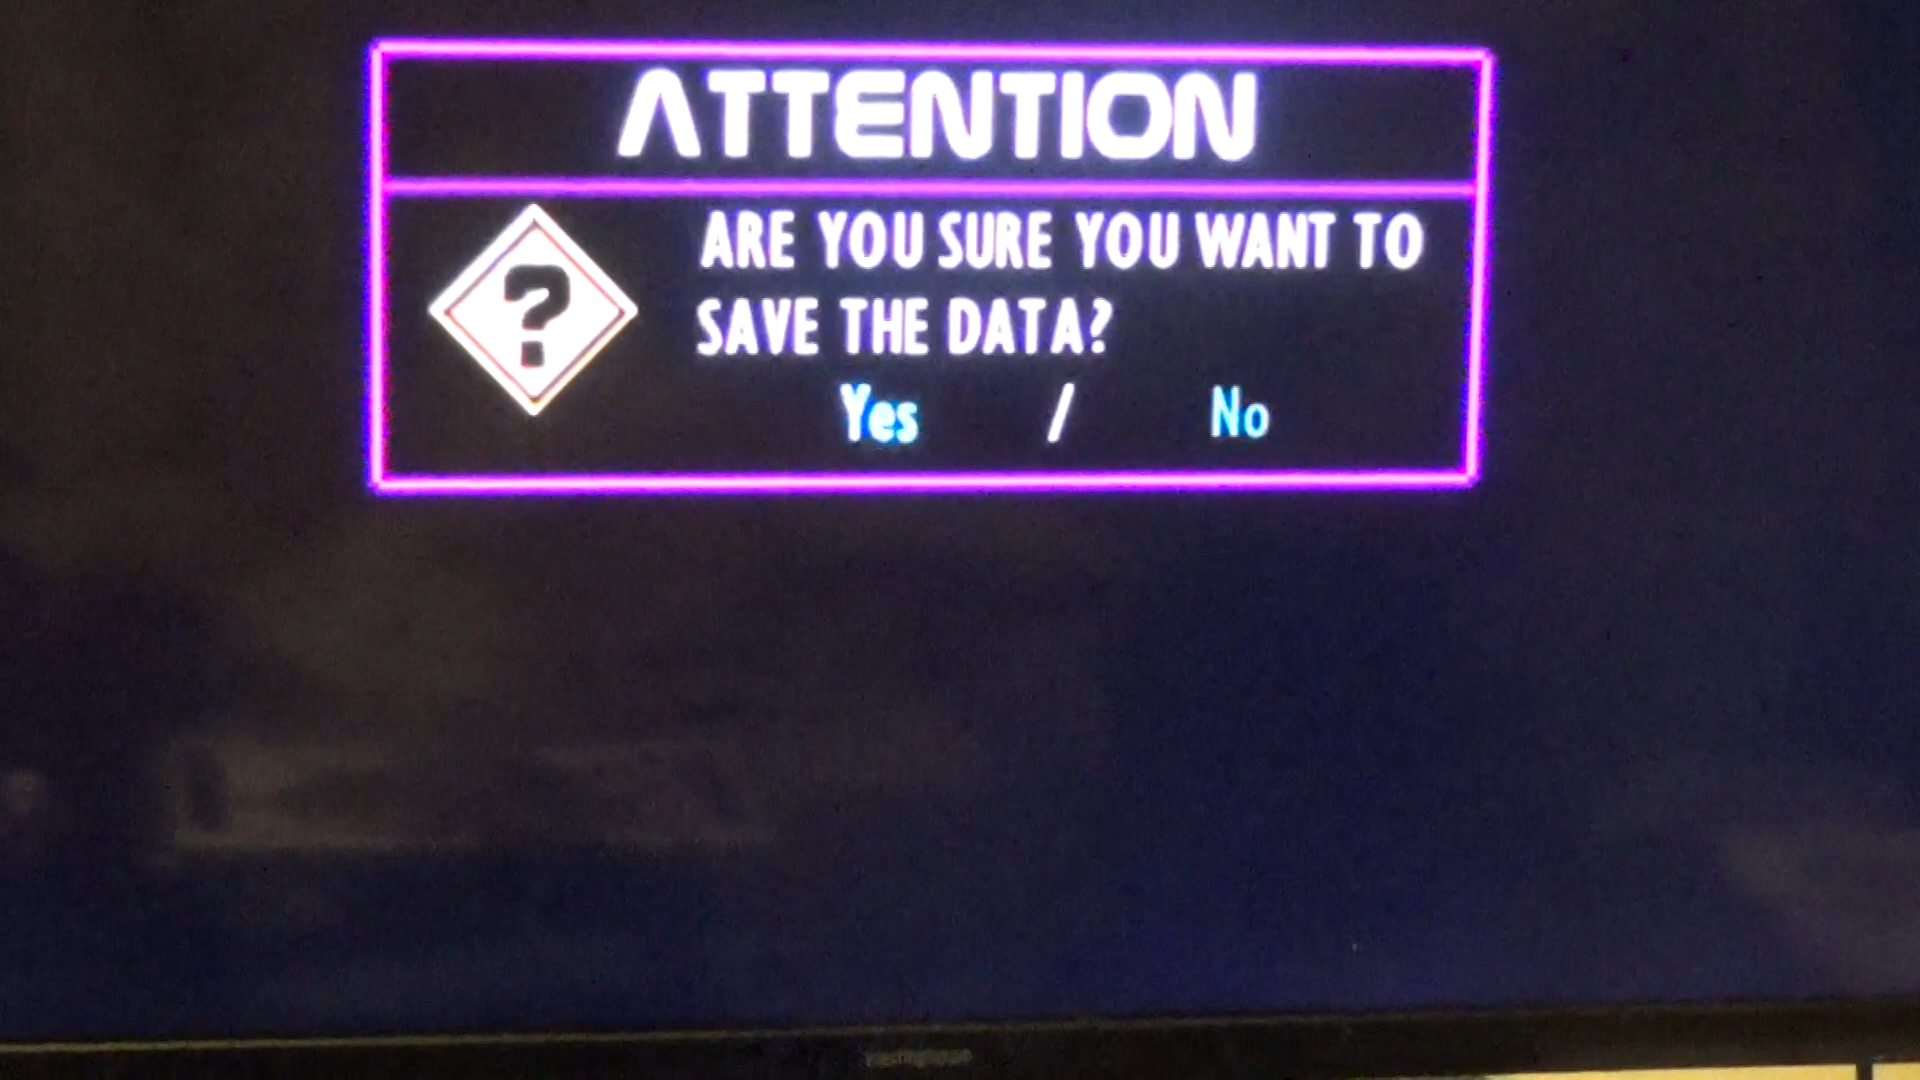 ATTENTION
ARE YOU SURE YOU WANT TO
SAVE THE DATA?
Yes / No